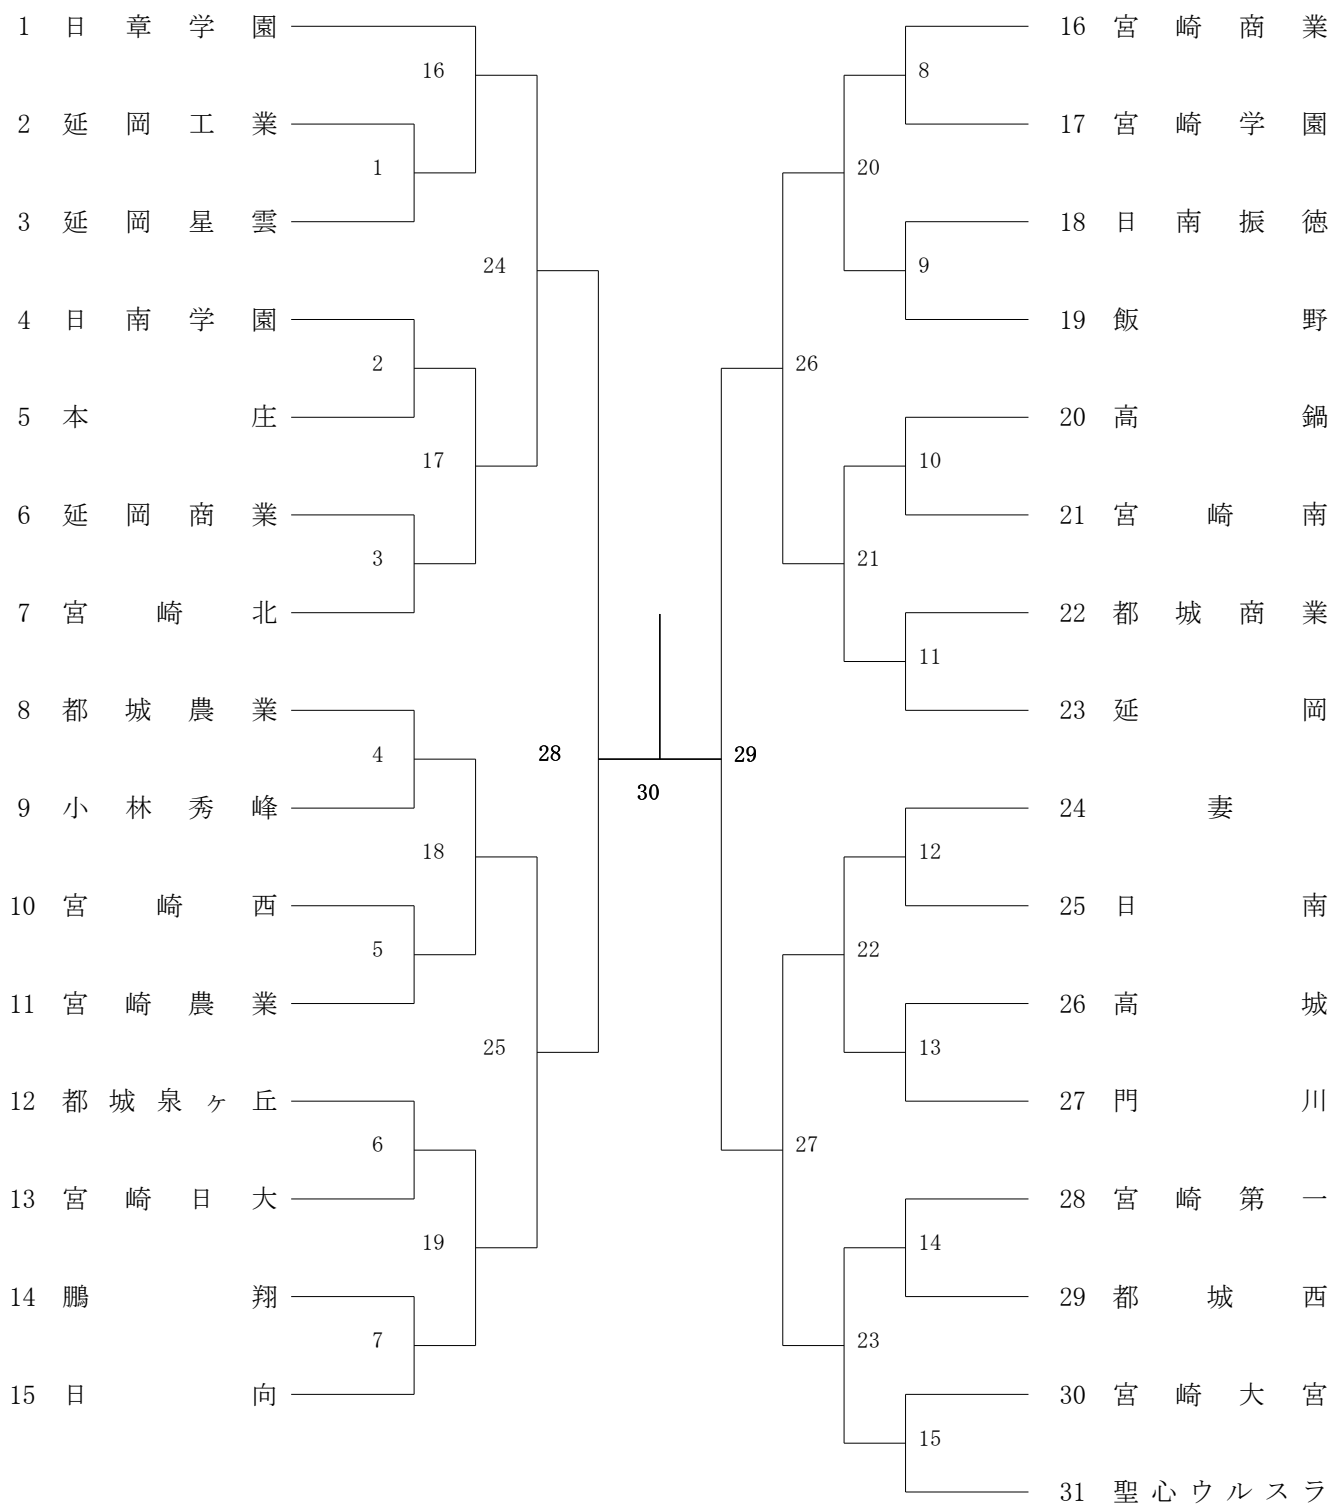 1 日章学園
16
2 延岡工業
1
3 延岡星雲
24
4 日南学園
2
5 本庄
17
6 延岡商業
3
7 宮崎北
8 都城農業
4
28
9 小林秀峰
18
10 宮崎西
5
11 宮崎農業
25
12 都城泉ヶ丘
6
13 宮崎日大
19
14 鵬翔
7
15 日向
30
16 宮崎商業
8
17 宮崎学園
20
18 日南振徳
9
19 飯野
26
20 高鍋
10
21 宮崎南
21
22 都城商業
11
23 延岡
29
24 妻
12
25 日南
22
26 高城
13
27 門川
27
28 宮崎第一
14
29 都城西
23
30 宮崎大宮
15
31 聖心ウルスラ